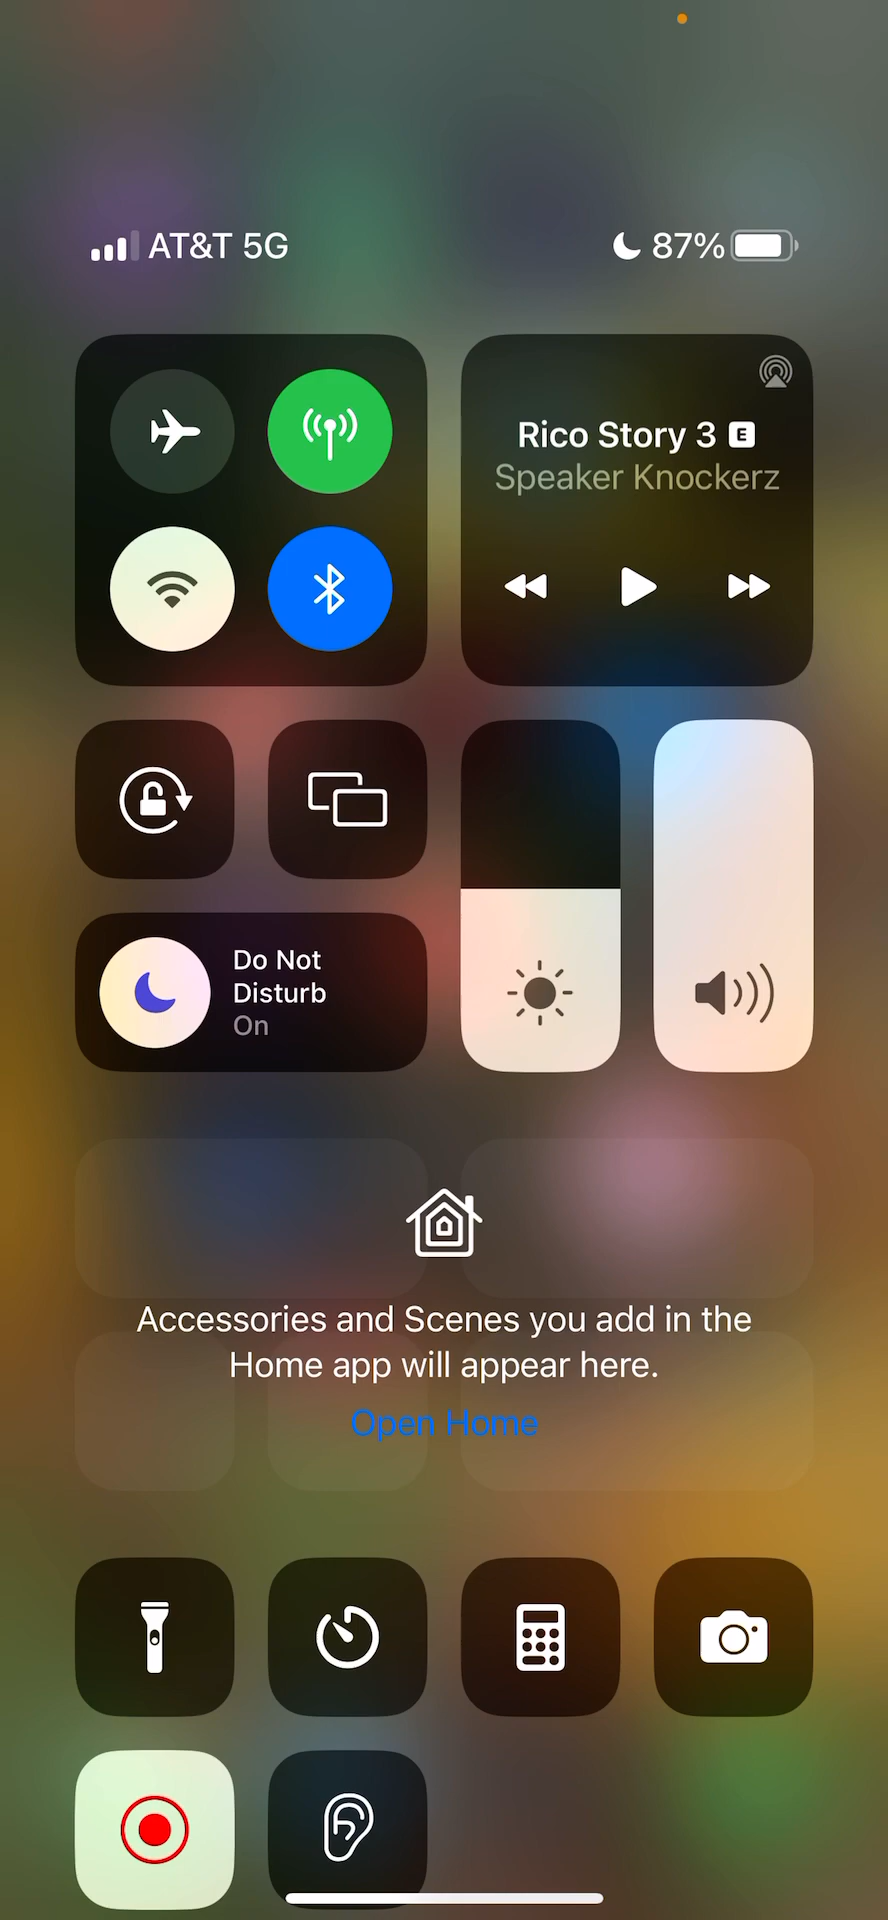 AT&T 5G
87%
Rico Story 3 E
Speaker Knockerz
Do Not
Disturb
On
Accessories and Scenes you add in the
Home app will appear here.
Open Home